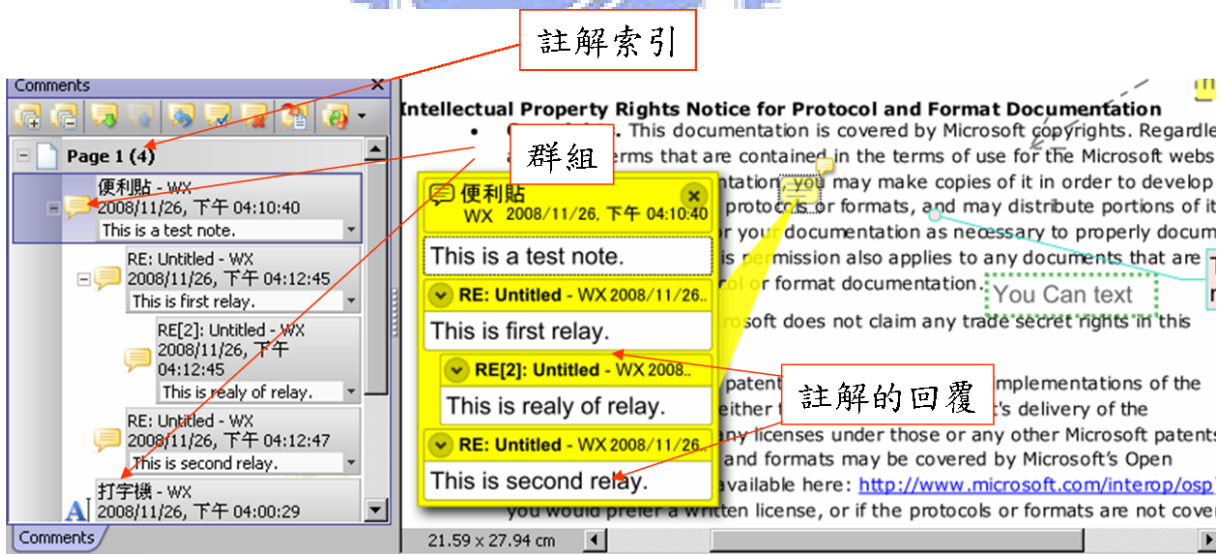 註解索引
Comments
Page 1 (4)
便利貼 - WX
2008/11/26, 下午 04:10:40
This is a test note.
RE: Untitled - WX
2008/11/26, 下午 04:12:45
This is first relay.
RE[2]: Untitled - WX
2008/11/26, 下午
04:12:45
This is realy of relay.
RE: Untitled - WX
2008/11/26, 下午 04:12:47
This is second relay.
打字機 - WX
2008/11/26, 下午 04:00:29
Comments
群組
便利貼
WX 2008/11/26, 下午 04:10:40
This is a test note.
RE: Untitled - WX 2008/11/26..
This is first relay.
RE[2]: Untitled - WX 2008..
This is realy of relay.
RE: Untitled - WX 2008/11/26..
This is second relay.
註解的回覆
Intellectual Property Rights Notice for Protocol and Format Documentation
This documentation is covered by Microsoft copyrights. Regardle
erms that are contained in the terms of use for the Microsoft webs
ntation, you may make copies of it in order to develop
protocols or formats, and may distribute portions of it
r your documentation as necessary to properly docum
is permission also applies to any documents that are
ol or format documentation.
You Can text
rosoft does not claim any trade secret rights in this
patent mplementations of the
either 's delivery of the
any licenses under those or any other Microsoft patents
and formats may be covered by Microsoft's Open
available here: http://www.microsoft.com/interop/osp
you would prefer a written license, or if the protocols or formats are not cover
21.59 x 27.94 cm